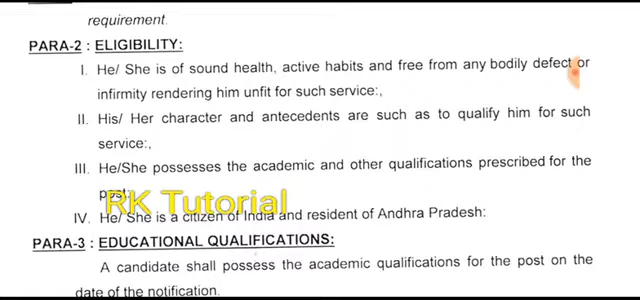 requirement.
PARA-2 : ELIGIBILITY:
I. He/ She is of sound health, active habits and free from any bodily defect or
infirmity rendering him unfit for such service:,
II. His/ Her character and antecedents are such as to qualify him for such
service:,
III. He/She possesses the academic and other qualifications prescribed for the
post:
RK Tutorial
IV. He/ She is a citizen of India and resident of Andhra Pradesh:
PARA-3 : EDUCATIONAL QUALIFICATIONS:
A candidate shall possess the academic qualifications for the post on the
date of the notification.